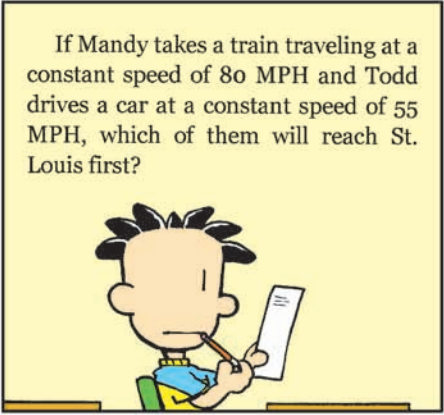 If Mandy takes a train traveling at a
constant speed of 80 MPH and Todd
drives a car at a constant speed of 55
MPH, which of them will reach St.
Louis first?